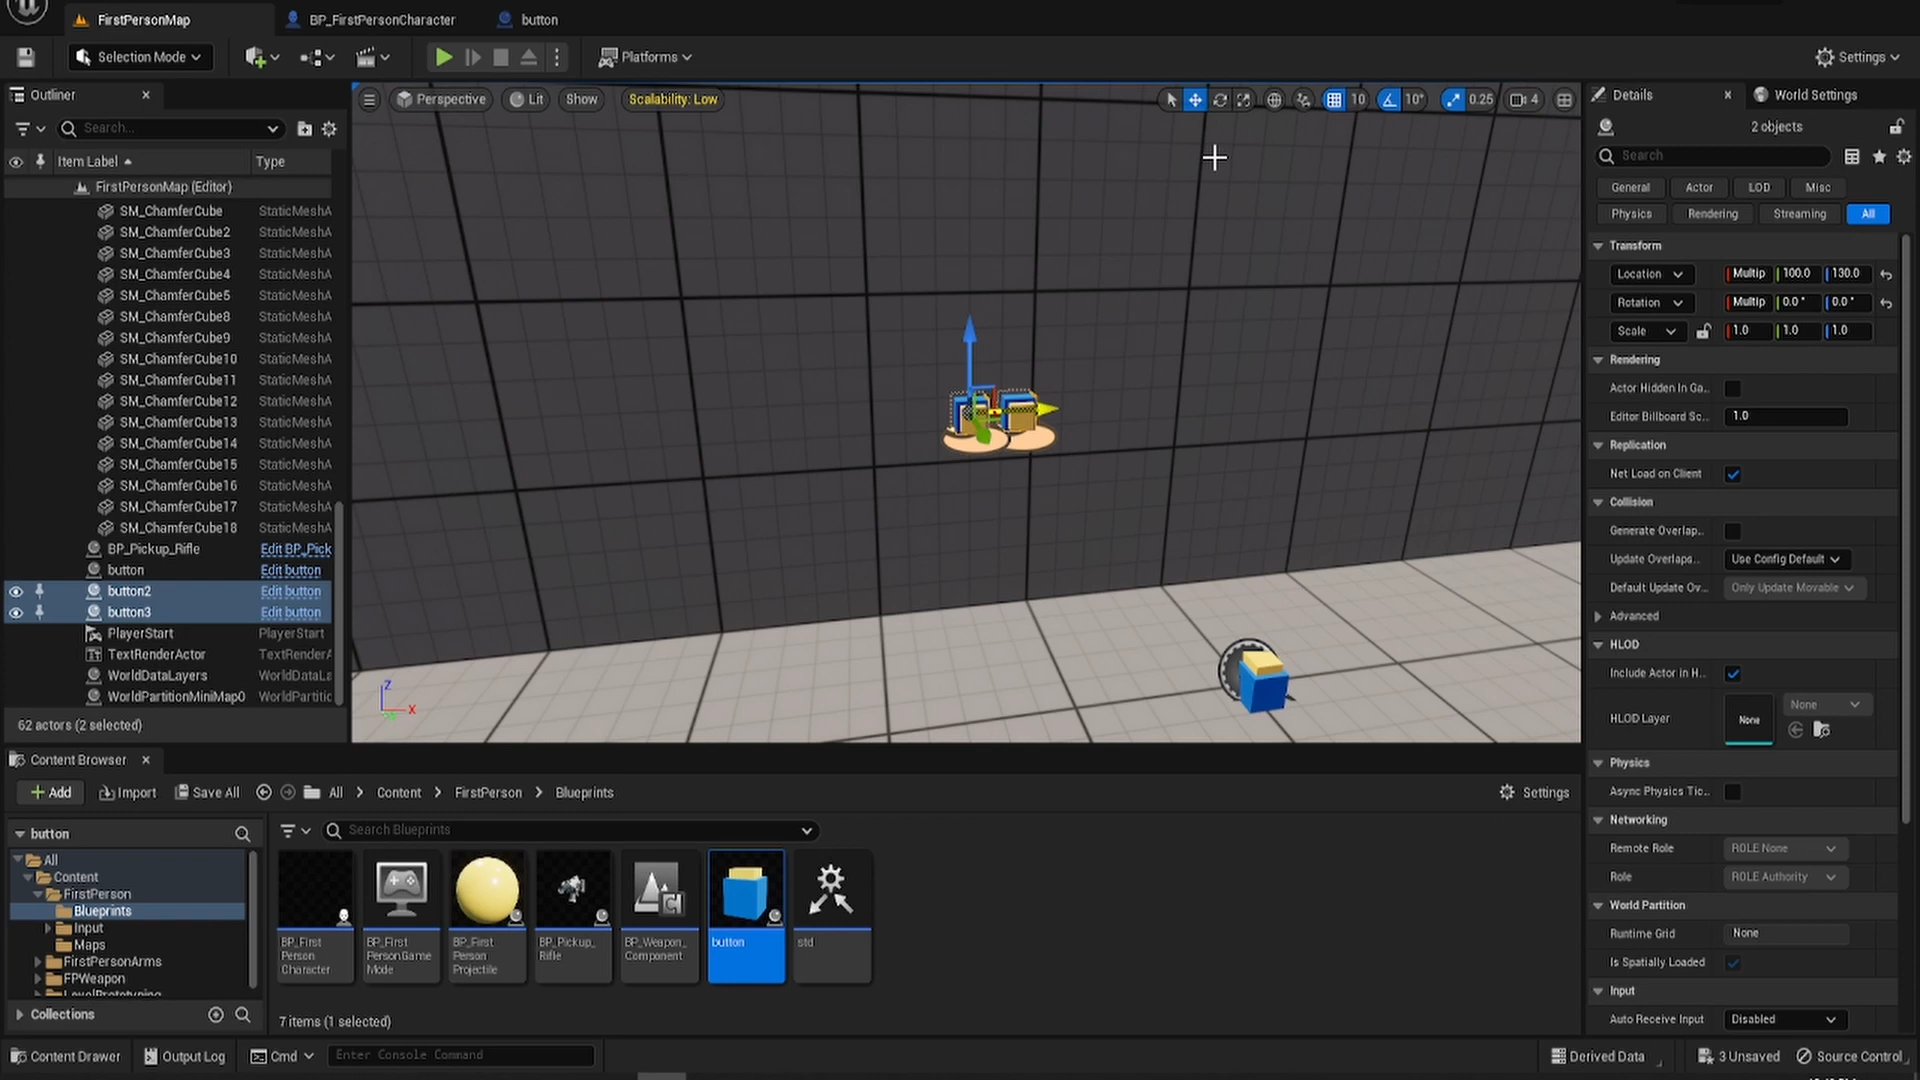 FirstPersonMap
BP_FirstPersonCharacter
button
Selection Mode
Platforms
Settings
Outliner
Search...
Item Label
Type
FirstPersonMap (Editor)
SM_ChamferCube StaticMeshA
SM_ChamferCube2 StaticMeshA
SM_ChamferCube3 StaticMeshA
SM_ChamferCube4 StaticMeshA
SM_ChamferCube5 StaticMeshA
SM_ChamferCube8 StaticMeshA
SM_ChamferCube9 StaticMeshA
SM_ChamferCube10 StaticMeshA
SM_ChamferCube11 StaticMeshA
SM_ChamferCube12 StaticMeshA
SM_ChamferCube13 StaticMeshA
SM_ChamferCube14 StaticMeshA
SM_ChamferCube15 StaticMeshA
SM_ChamferCube16 StaticMeshA
SM_ChamferCube17 StaticMeshA
SM_ChamferCube18 StaticMeshA
BP_Pickup_Rifle Edit BP_Pick
button Edit button
button2 Edit button
button3 Edit button
PlayerStart PlayerStart
TextRenderActor TextRenderA
WorldDataLayers WorldDataLa
WorldPartitionMiniMap0 WorldPartitic
62 actors (2 selected)
Perspective
Lit
Show
Scalability: Low
10
10°
0.25
4
Z
X
Details
World Settings
2 objects
Search
General Actor LOD Misc
Physics Rendering Streaming All
Transform
Location Multip 100.0 130.0
Rotation Multip 0.0° 0.0°
Scale 1.0 1.0 1.0
Rendering
Actor Hidden In Ga..
Editor Billboard Sc.. 1.0
Replication
Net Load on Client
Collision
Generate Overlap..
Update Overlaps.. Use Config Default
Default Update Ov.. Only Update Movable
Advanced
HLOD
Include Actor in H..
HLOD Layer None None
Physics
Async Physics Tic..
Networking
Remote Role ROLE None
Role ROLE Authority
World Partition
Runtime Grid None
Is Spatially Loaded
Input
Auto Receive Input Disabled
Content Browser
Add
Import
Save All
All
Content
FirstPerson
Blueprints
Settings
button
All
Content
FirstPerson
Blueprints
Input
Maps
FirstPersonArms
FPWeapon
LevelPrototyping
Collections
Search Blueprints
BP_First
Person
Character
BP_First
PersonGame
Mode
BP_First
Person
Projectile
BP_Pickup_
Rifle
BP_Weapon_
Component
button
std
7 items (1 selected)
Content Drawer
Output Log
Cmd
Enter Console Command
Derived Data
3 Unsaved
Source Control